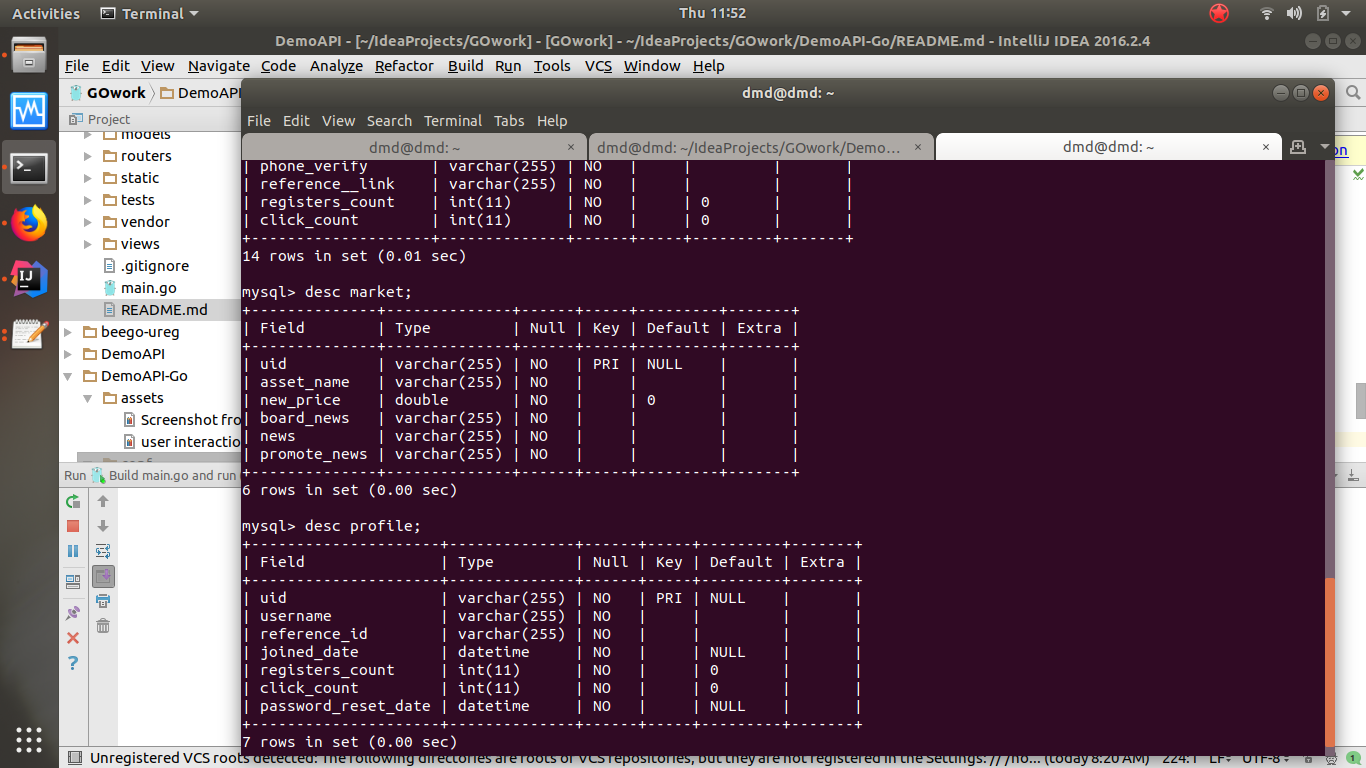 Activities Terminal Thu 11:52
DemoAPI - [~/IdeaProjects/GOwork] - [GOwork] - ~/IdeaProjects/GOwork/DemoAPI-Go/README.md - IntelliJ IDEA 2016.2.4
File Edit View Navigate Code Analyze Refactor Build Run Tools VCS Window Help
GOwork DemoAPI
Project
models
routers
static
tests
vendor
views
.gitignore
main.go
README.md
beego-ureg
DemoAPI
DemoAPI-Go
assets
Screenshot fro
user interactio
Run Build main.go and run
dmd@dmd: ~
File Edit View Search Terminal Tabs Help
dmd@dmd: ~ × dmd@dmd: ~/IdeaProjects/GOwork/Demo... × dmd@dmd: ~ ×
| phone_verify       | varchar(255) | NO   |     |         |       |
| reference__link    | varchar(255) | NO   |     |         |       |
| registers_count    | int(11)      | NO   |     | 0       |       |
| click_count        | int(11)      | NO   |     | 0       |       |
+--------------------+--------------+------+-----+---------+-------+
14 rows in set (0.01 sec)
mysql> desc market;
+--------------+--------------+------+-----+---------+-------+
| Field        | Type         | Null | Key | Default | Extra |
+--------------+--------------+------+-----+---------+-------+
| uid          | varchar(255) | NO   | PRI | NULL    |       |
| asset_name   | varchar(255) | NO   |     |         |       |
| new_price    | double       | NO   |     | 0       |       |
| board_news   | varchar(255) | NO   |     |         |       |
| news         | varchar(255) | NO   |     |         |       |
| promote_news | varchar(255) | NO   |     |         |       |
+--------------+--------------+------+-----+---------+-------+
6 rows in set (0.00 sec)
mysql> desc profile;
+---------------------+--------------+------+-----+---------+-------+
| Field               | Type         | Null | Key | Default | Extra |
+---------------------+--------------+------+-----+---------+-------+
| uid                 | varchar(255) | NO   | PRI | NULL    |       |
| username            | varchar(255) | NO   |     |         |       |
| reference_id        | varchar(255) | NO   |     |         |       |
| joined_date         | datetime     | NO   |     | NULL    |       |
| registers_count     | int(11)      | NO   |     | 0       |       |
| click_count         | int(11)      | NO   |     | 0       |       |
| password_reset_date | datetime     | NO   |     | NULL    |       |
+---------------------+--------------+------+-----+---------+-------+
7 rows in set (0.00 sec)
Unregistered VCS roots detected: The following directories are roots of VCS repositories, but they are not registered in the Settings: // /ho... (today 8:20 AM) 224:1 LF÷ UTF-8÷